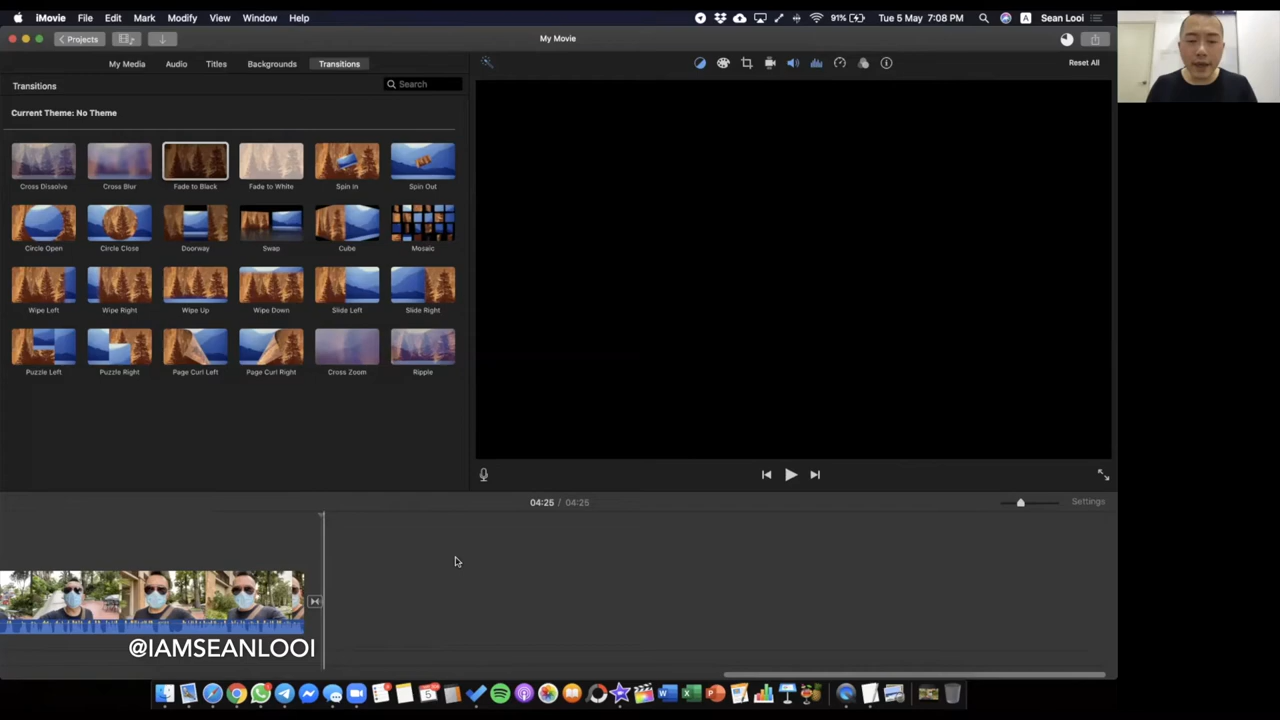 iMovie File Edit Mark Modify View Window Help 91% Tue 5 May 7:08 PM A Sean Looi
Projects My Movie
My Media Audio Titles Backgrounds Transitions Reset All
Transitions Search
Current Theme: No Theme
Cross Dissolve Cross Blur Fade to Black Fade to White Spin In Spin Out
Circle Open Circle Close Doorway Swap Cube Mosaic
Wipe Left Wipe Right Wipe Up Wipe Down Slide Left Slide Right
Puzzle Left Puzzle Right Page Curl Left Page Curl Right Cross Zoom Ripple
04:25 / 04:25 Settings
@IAMSEANLOOI